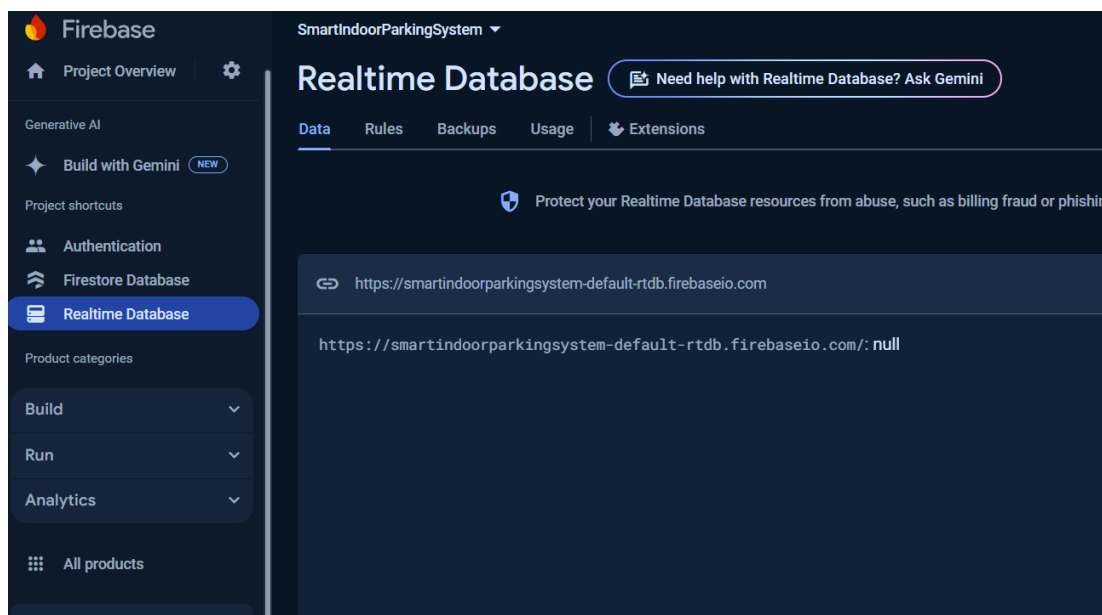 Firebase
Project Overview
Generative AI
Build with Gemini NEW
Project shortcuts
Authentication
Firestore Database
Realtime Database
Product categories
Build
Run
Analytics
All products
SmartIndoorParkingSystem
Realtime Database
Need help with Realtime Database? Ask Gemini
Data Rules Backups Usage Extensions
Protect your Realtime Database resources from abuse, such as billing fraud or phishin
https://smartindoorparkingsystem-default-rtdb.firebaseio.com
https://smartindoorparkingsystem-default-rtdb.firebaseio.com/: null